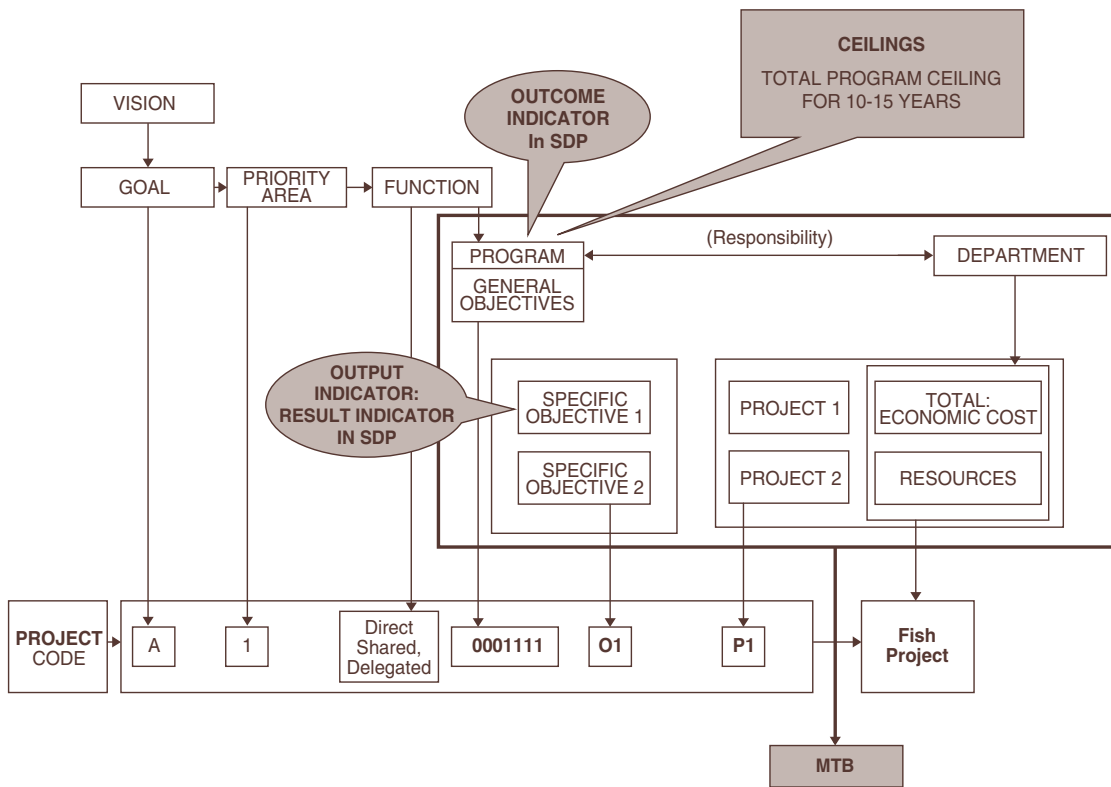 CEILINGS
TOTAL PROGRAM CEILING
FOR 10-15 YEARS
OUTCOME
INDICATOR
In SDP
VISION
GOAL
PRIORITY
AREA
FUNCTION
(Responsibility)
PROGRAM
GENERAL
OBJECTIVES
DEPARTMENT
OUTPUT
INDICATOR:
RESULT INDICATOR
IN SDP
SPECIFIC
OBJECTIVE 1
PROJECT 1
TOTAL:
ECONOMIC COST
SPECIFIC
OBJECTIVE 2
PROJECT 2
RESOURCES
PROJECT
CODE
A
1
Direct
Shared,
Delegated
0001111
O1
P1
Fish
Project
MTB